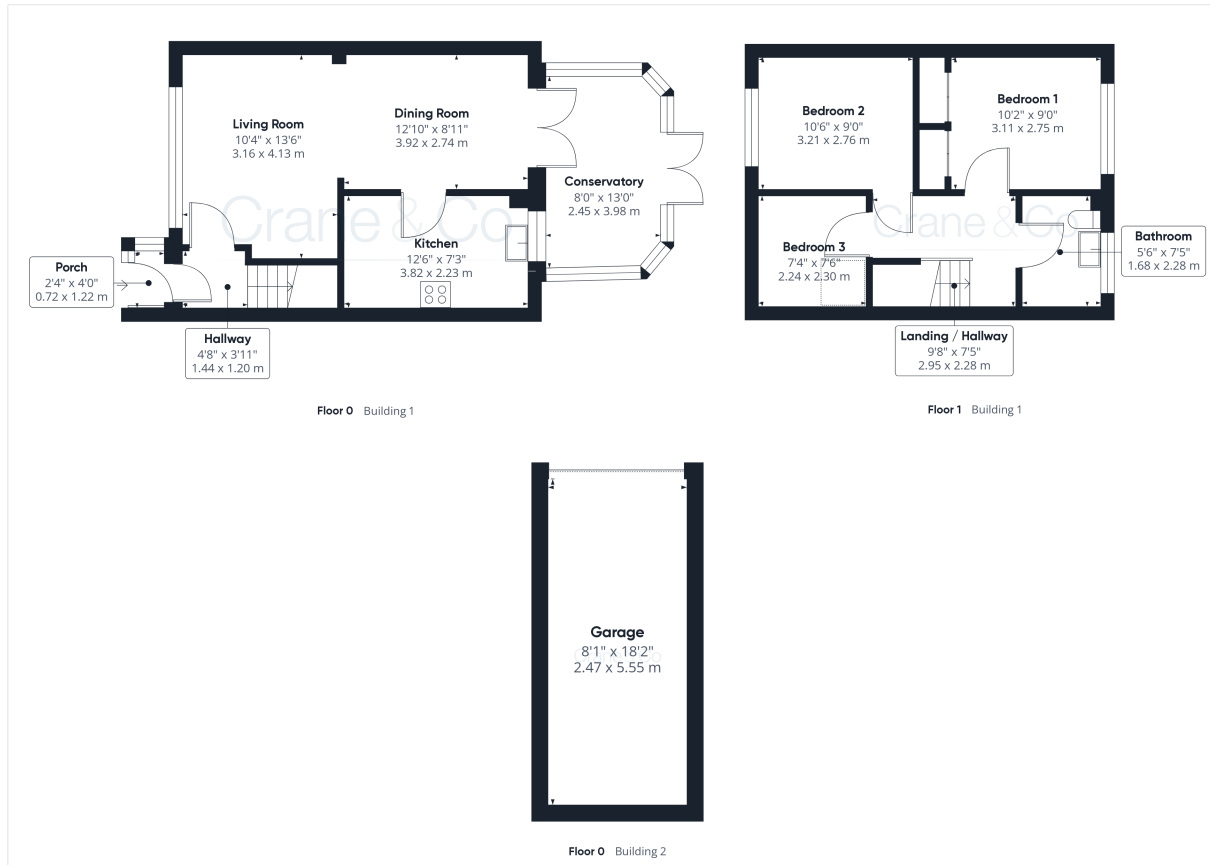 Living Room
10'4" x 13'6"
3.16 x 4.13 m
Dining Room
12'10" x 8'11"
3.92 x 2.74 m
Conservatory
8'0" x 13'0"
2.45 x 3.98 m
Crane & Co
Kitchen
12'6" x 7'3"
3.82 x 2.23 m
Porch
2'4" x 4'0"
0.72 x 1.22 m
Hallway
4'8" x 3'11"
1.44 x 1.20 m
Floor 0 Building 1
Bedroom 2
10'6" x 9'0"
3.21 x 2.76 m
Bedroom 1
10'2" x 9'0"
3.11 x 2.75 m
Crane & Co
Bedroom 3
7'4" x 7'6"
2.24 x 2.30 m
Bathroom
5'6" x 7'5"
1.68 x 2.28 m
Landing / Hallway
9'8" x 7'5"
2.95 x 2.28 m
Floor 1 Building 1
Garage
8'1" x 18'2"
2.47 x 5.55 m
Floor 0 Building 2